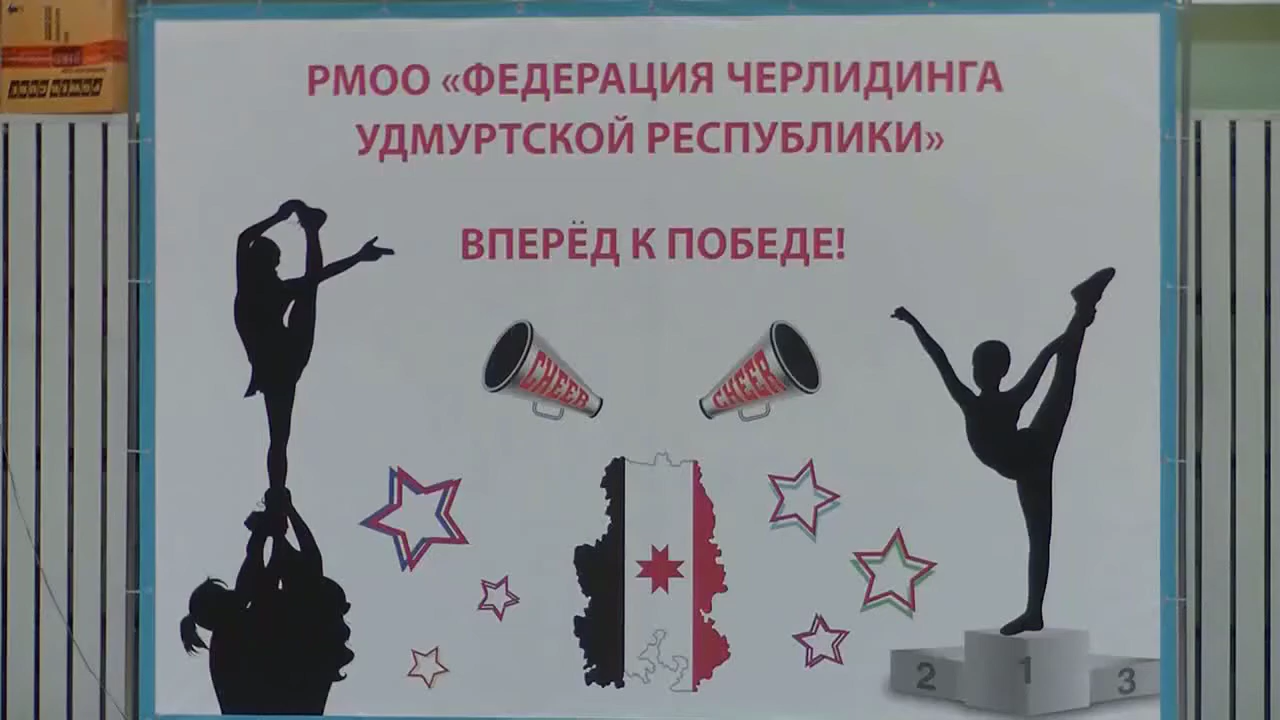 РМОО «ФЕДЕРАЦИЯ ЧЕРЛИДИНГА
УДМУРТСКОЙ РЕСПУБЛИКИ»
ВПЕРЁД К ПОБЕДЕ!
CHEER CHEER
2 1 3